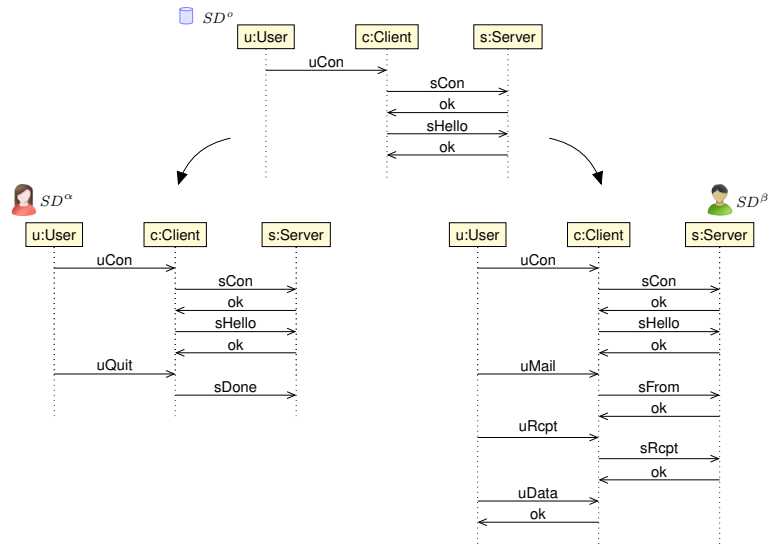 SD^o
u:User c:Client s:Server
uCon
sCon
ok
sHello
ok
SD^α
u:User c:Client s:Server
uCon
sCon
ok
sHello
ok
uQuit
sDone
SD^β
u:User c:Client s:Server
uCon
sCon
ok
sHello
ok
uMail
sFrom
ok
uRcpt
sRcpt
ok
uData
ok